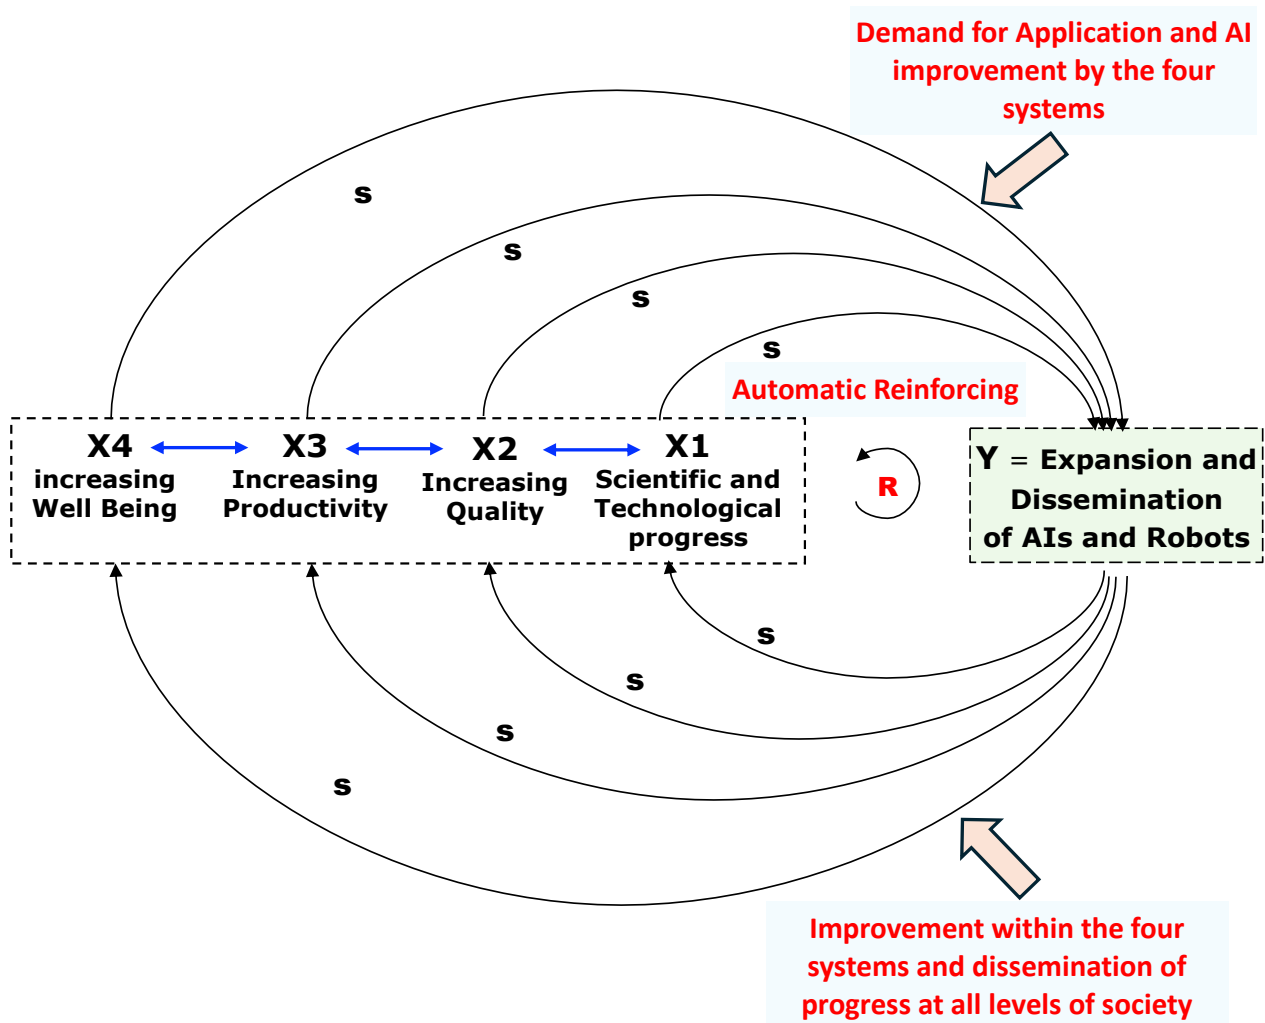 Demand for Application and AI
improvement by the four
systems
s
s
s
s
Automatic Reinforcing
X4
increasing
Well Being
X3
Increasing
Productivity
X2
Increasing
Quality
X1
Scientific and
Technological
progress
R
Y = Expansion and
Dissemination
of AIs and Robots
s
s
s
s
Improvement within the four
systems and dissemination of
progress at all levels of society